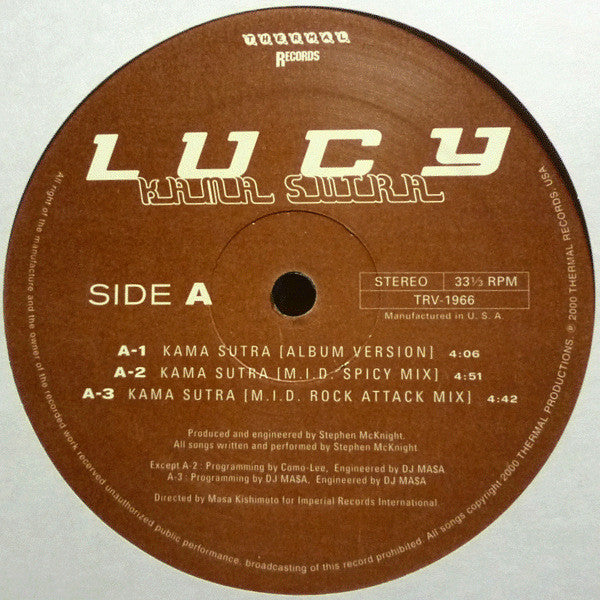 THERMAL
RECORDS
LUCY
KAMA SUTRA
SIDE A
STEREO 33⅓ RPM
TRV-1966
Manufactured in U. S. A
A-1 KAMA SUTRA [ALBUM VERSION] 4:06
A-2 KAMA SUTRA [M.I.D. SPICY MIX] 4:51
A-3 KAMA SUTRA [M.I.D. ROCK ATTACK MIX] 4:42
Produced and engineered by Stephen McKnight.
All songs written and performed by Stephen McKnight
Except A-2 : Programming by Como-Lee, Engineered by DJ MA$A
A-3 : Programming by DJ MA$A, Engineered by DJ MA$A
Directed by Masa Kishimoto for Imperial Records International.
All right of the manufacture and the owner of the recorded work reserved unauthorized public performance, broadcasting of this record prohibited. All songs copyright 2000 THERMAL PRODUCTIONS. ℗ 2000 THERMAL RECORDS USA